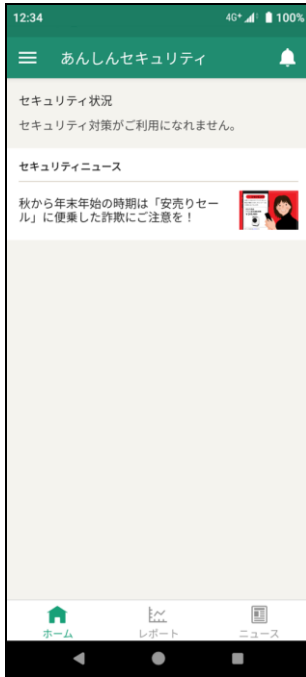 12:34 4G+ 100%
あんしんセキュリティ
セキュリティ状況
セキュリティ対策がご利用になれません。
セキュリティニュース
秋から年末年始の時期は「安売りセー
ル」に便乗した詐欺にご注意を！
ホーム レポート ニュース